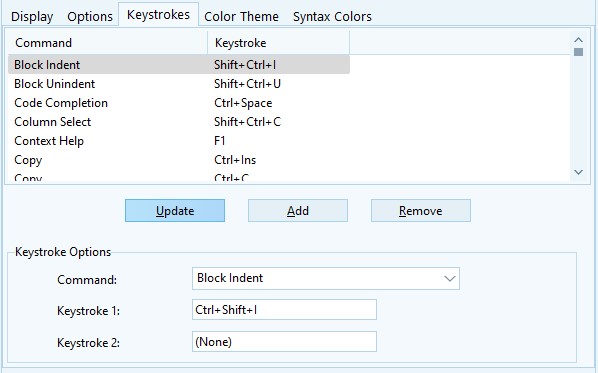 Display Options Keystrokes Color Theme Syntax Colors
Command Keystroke
Block Indent Shift+Ctrl+I
Block Unindent Shift+Ctrl+U
Code Completion Ctrl+Space
Column Select Shift+Ctrl+C
Context Help F1
Copy Ctrl+Ins
Copy Ctrl+C
Update Add Remove
Keystroke Options
Command: Block Indent
Keystroke 1: Ctrl+Shift+I
Keystroke 2: (None)